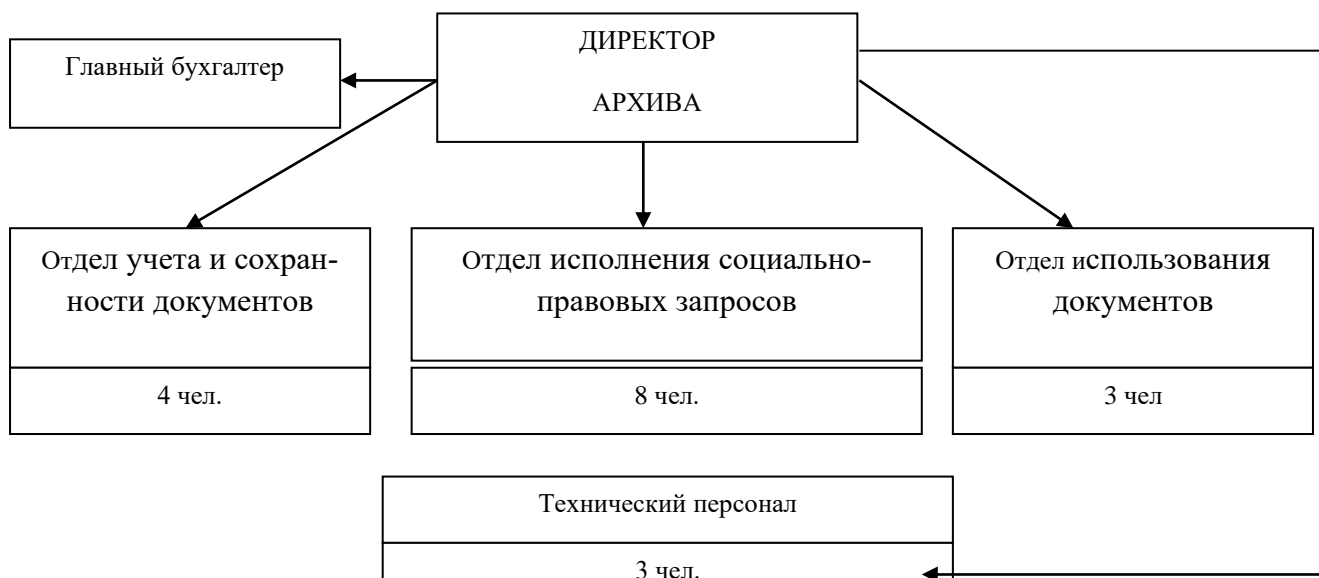 ДИРЕКТОР
АРХИВА
Главный бухгалтер
Отдел учета и сохран-
ности документов
4 чел.
Отдел исполнения социально-
правовых запросов
8 чел.
Отдел использования
документов
3 чел
Технический персонал
3 чел.